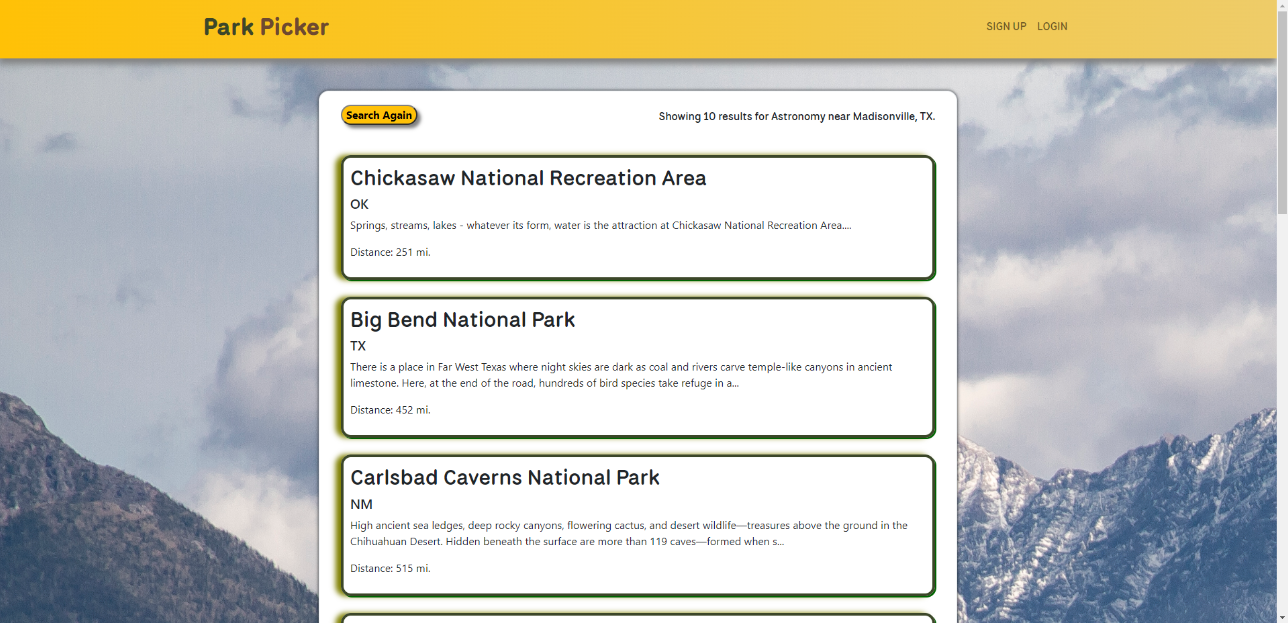 Park Picker
SIGN UP LOGIN
Search Again
Showing 10 results for Astronomy near Madisonville, TX.
Chickasaw National Recreation Area
OK
Springs, streams, lakes - whatever its form, water is the attraction at Chickasaw National Recreation Area....
Distance: 251 mi.
Big Bend National Park
TX
There is a place in Far West Texas where night skies are dark as coal and rivers carve temple-like canyons in ancient
limestone. Here, at the end of the road, hundreds of bird species take refuge in a...
Distance: 452 mi.
Carlsbad Caverns National Park
NM
High ancient sea ledges, deep rocky canyons, flowering cactus, and desert wildlife—treasures above the ground in the
Chihuahuan Desert. Hidden beneath the surface are more than 119 caves—formed when s...
Distance: 515 mi.